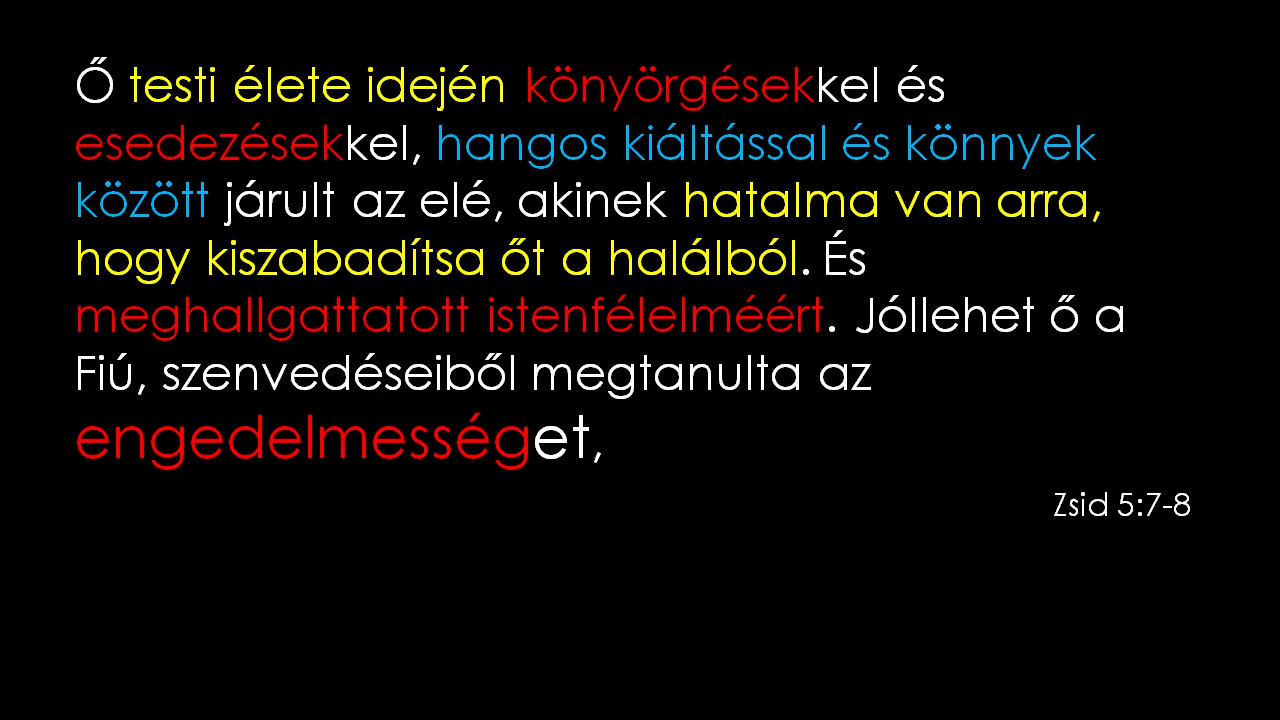 Ő testi élete idején könyörgésekkel és
esedezésekkel, hangos kiáltással és könnyek
között járult az elé, akinek hatalma van arra,
hogy kiszabadítsa őt a halálból. És
meghallgattatott istenfélelméért. Jóllehet ő a
Fiú, szenvedéseiből megtanulta az
engedelmességet,
Zsid 5:7-8